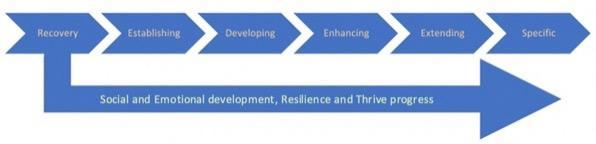 Recovery
Establishing
Developing
Enhancing
Extending
Specific
Social and Emotional development, Resilience and Thrive progress